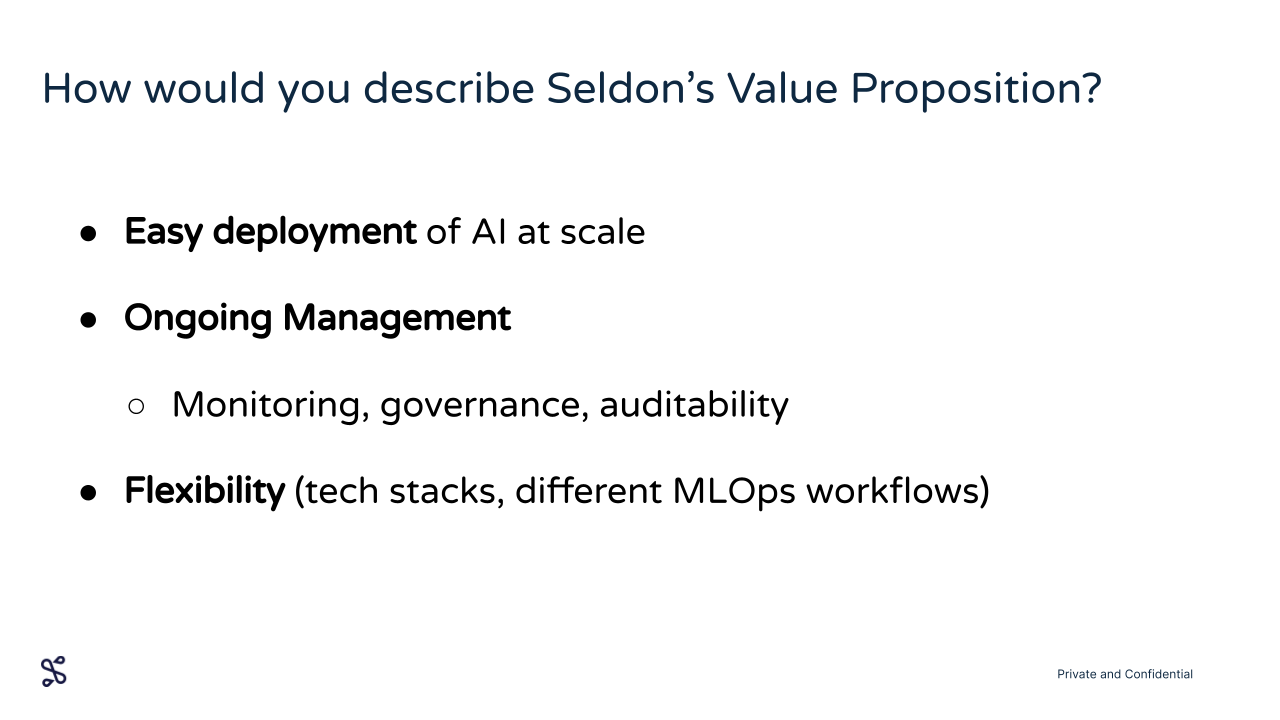 How would you describe Seldon’s Value Proposition?
● Easy deployment of AI at scale
● Ongoing Management
○ Monitoring, governance, auditability
● Flexibility (tech stacks, different MLOps workflows)
Private and Confidential